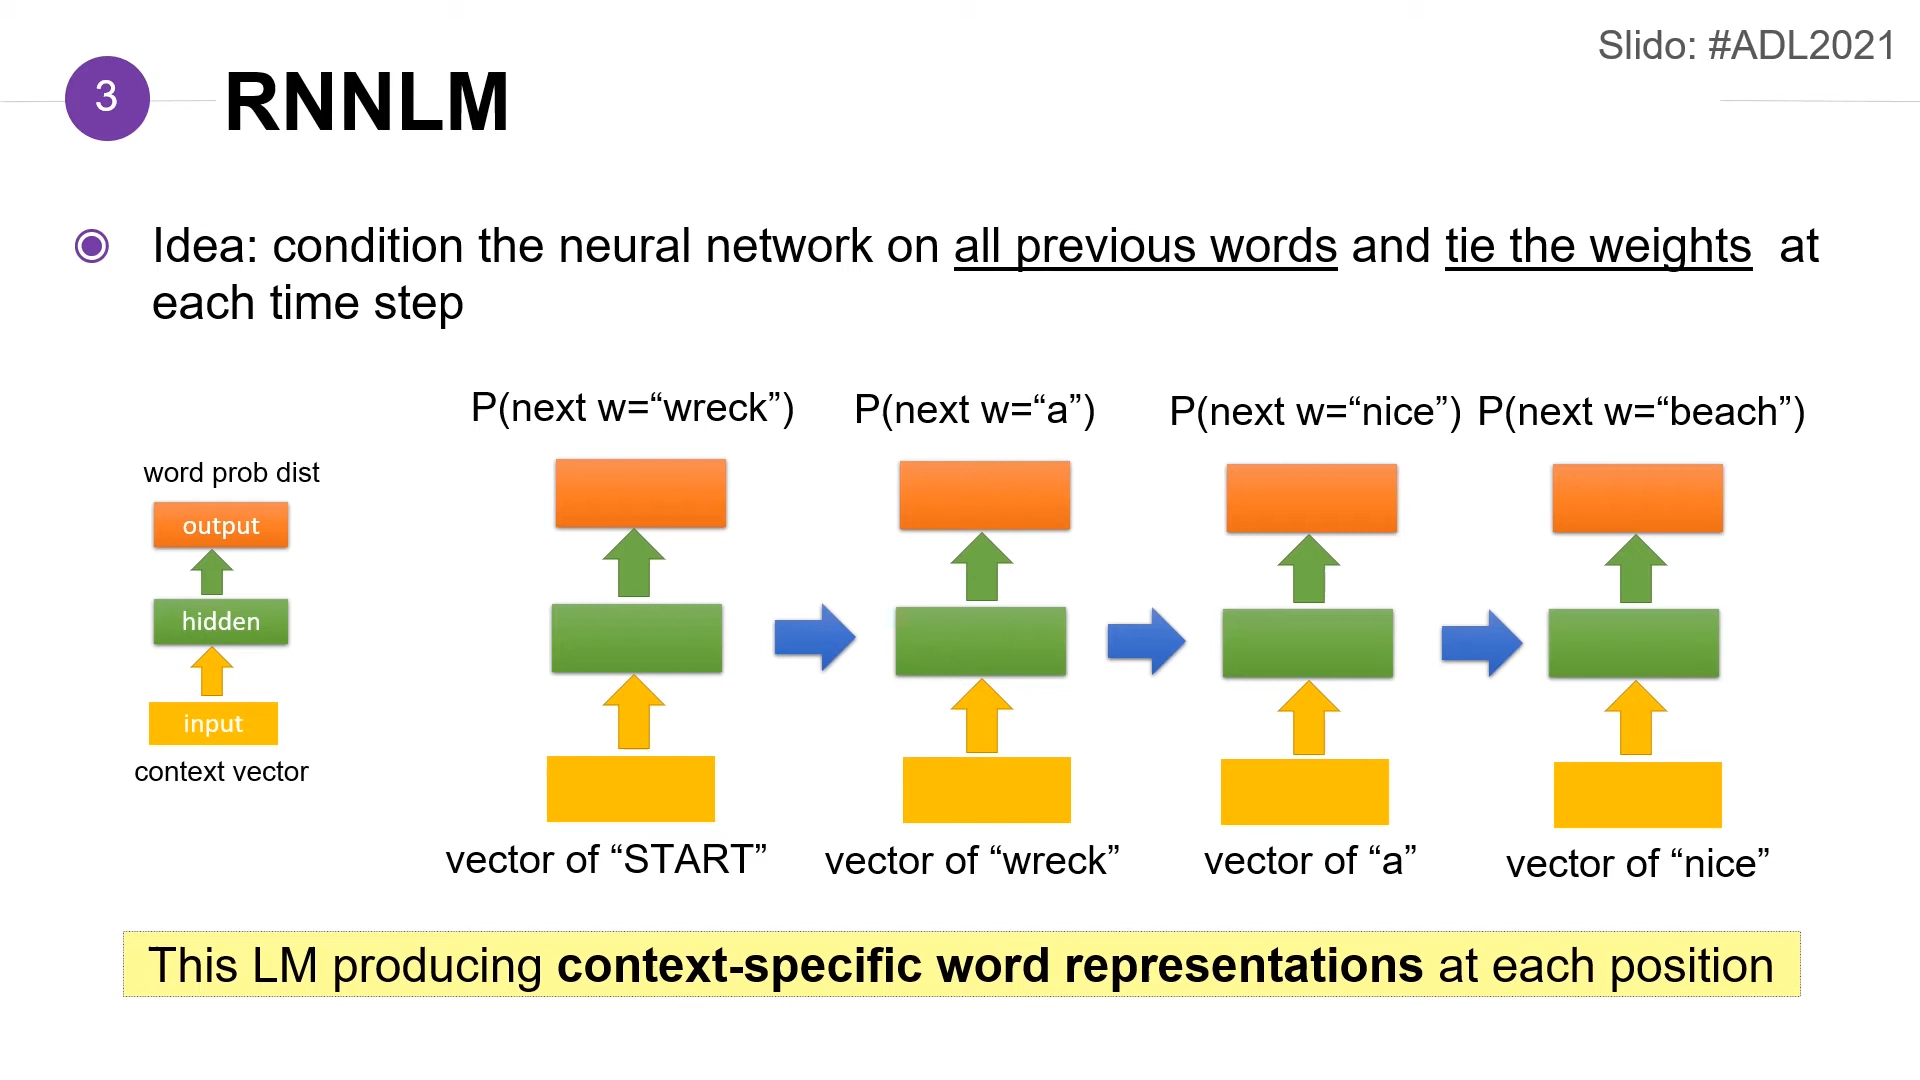 Slido: #ADL2021
3
RNNLM
Idea: condition the neural network on all previous words and tie the weights at
each time step
P(next w=“wreck”) P(next w=“a”) P(next w=“nice”) P(next w=“beach”)
word prob dist
output
hidden
input
context vector
vector of “START” vector of “wreck” vector of “a” vector of “nice”
This LM producing context-specific word representations at each position